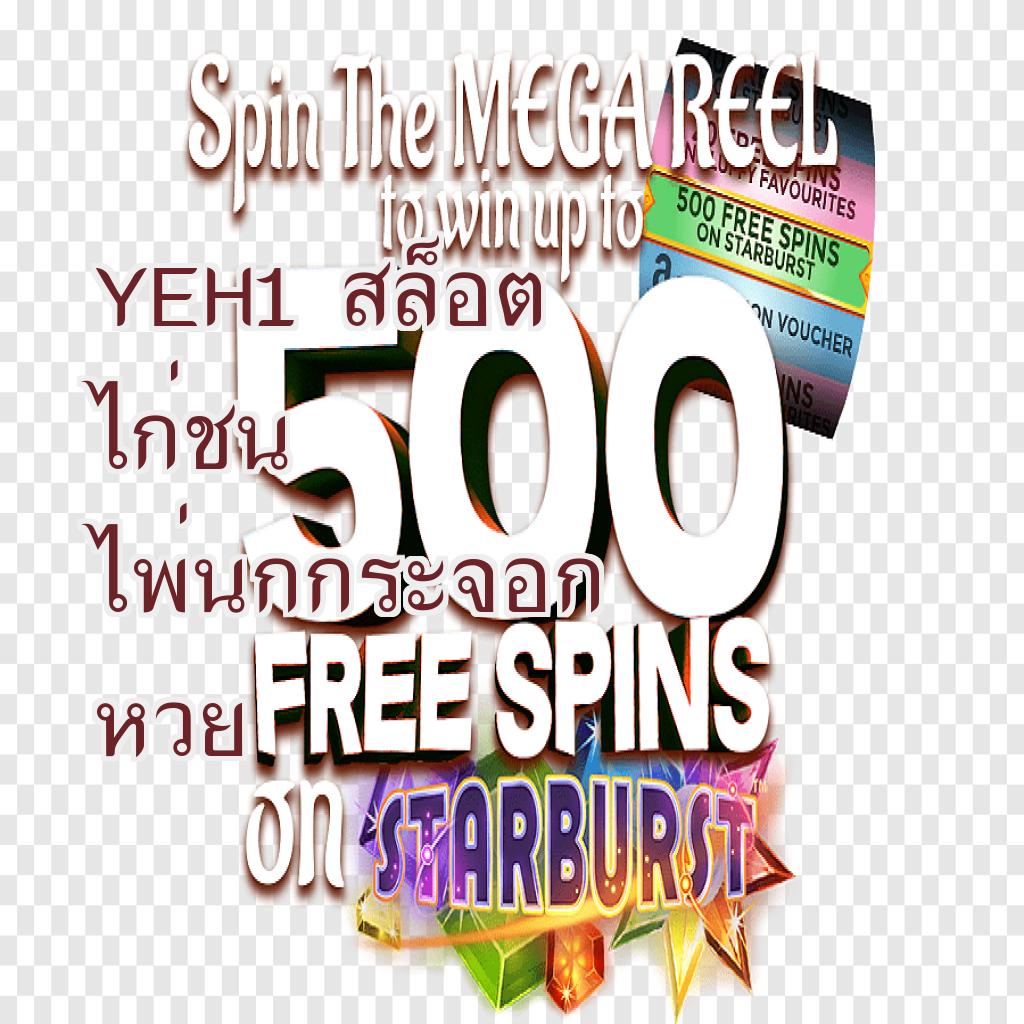 Spin The MEGA REEL
to win up to
500 FREE SPINS
ON STARBURST
FAVOURITES
VOUCHER
YEH1 สล็อต
500
ไก่ชน
ไพ่นกกระจอก
FREE SPINS
หวย
on STARBURST™